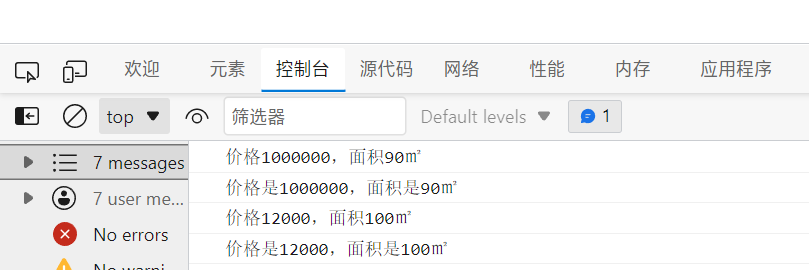 欢迎 元素 控制台 源代码 网络 性能 内存 应用程序
top 筛选器 Default levels 1
7 messages
7 user me...
No errors
No warni
价格1000000，面积90㎡
价格是1000000，面积是90㎡
价格12000，面积100㎡
价格是12000，面积是100㎡